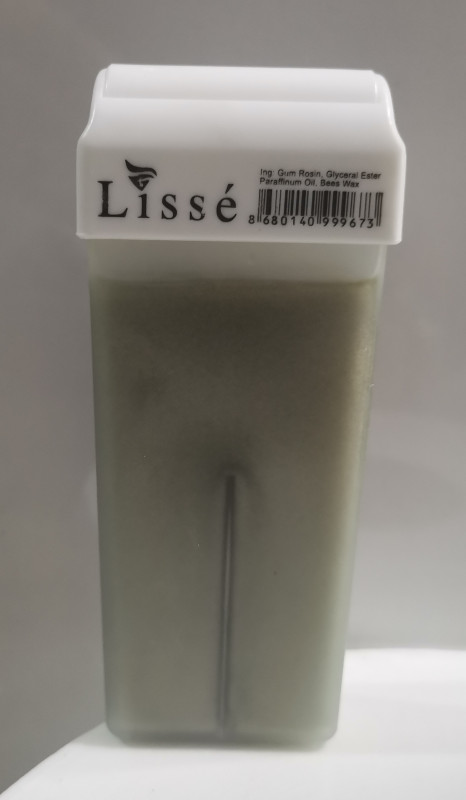 Lissé
Ing: Gum Rosin, Glyceral Ester
Paraffinum Oil, Bees Wax
8 680140 999673